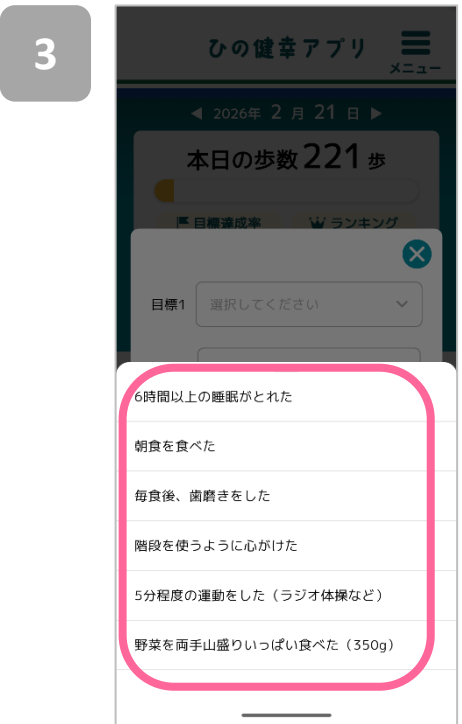 3
ひの健幸アプリ
メニュー
◀ 2026年 2 月 21 日 ▶
本日の歩数 221 歩
目標達成率 ランキング
目標1 選択してください
6時間以上の睡眠がとれた
朝食を食べた
毎食後、歯磨きをした
階段を使うように心がけた
5分程度の運動をした（ラジオ体操など）
野菜を両手山盛りいっぱい食べた（350g）